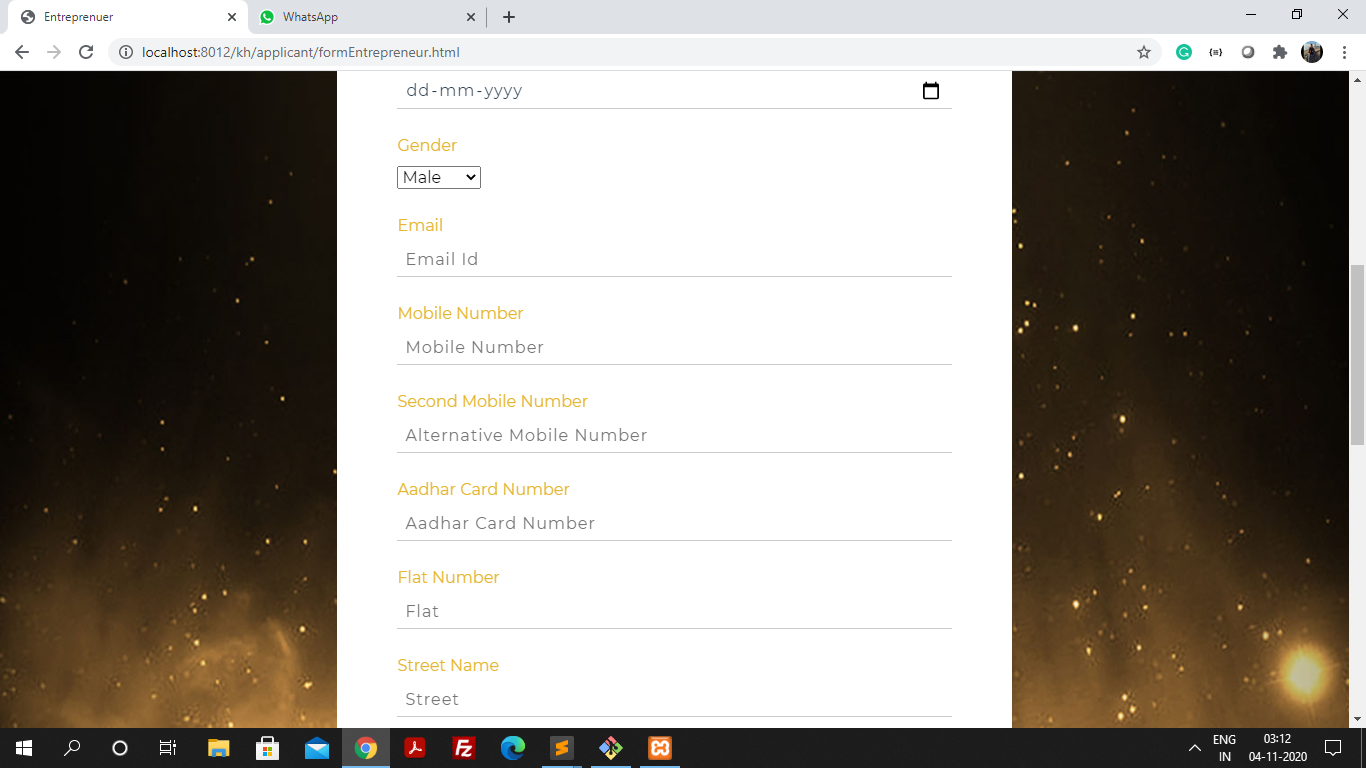 Entreprenuer
WhatsApp
localhost:8012/kh/applicant/formEntrepreneur.html
dd-mm-yyyy
Gender
Male
Email
Email Id
Mobile Number
Mobile Number
Second Mobile Number
Alternative Mobile Number
Aadhar Card Number
Aadhar Card Number
Flat Number
Flat
Street Name
Street
ENG
IN
03:12
04-11-2020